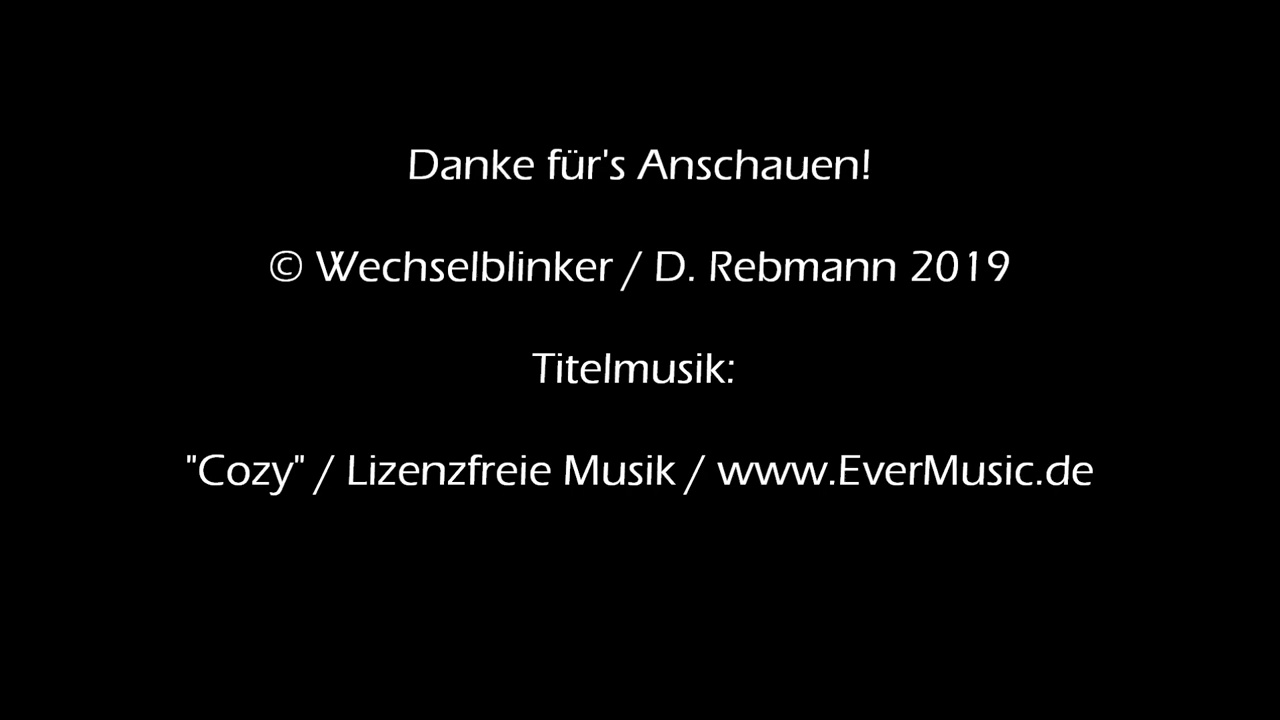 Danke für's Anschauen!
© Wechselblinker / D. Rebmann 2019
Titelmusik:
"Cozy" / Lizenzfreie Musik / www.EverMusic.de